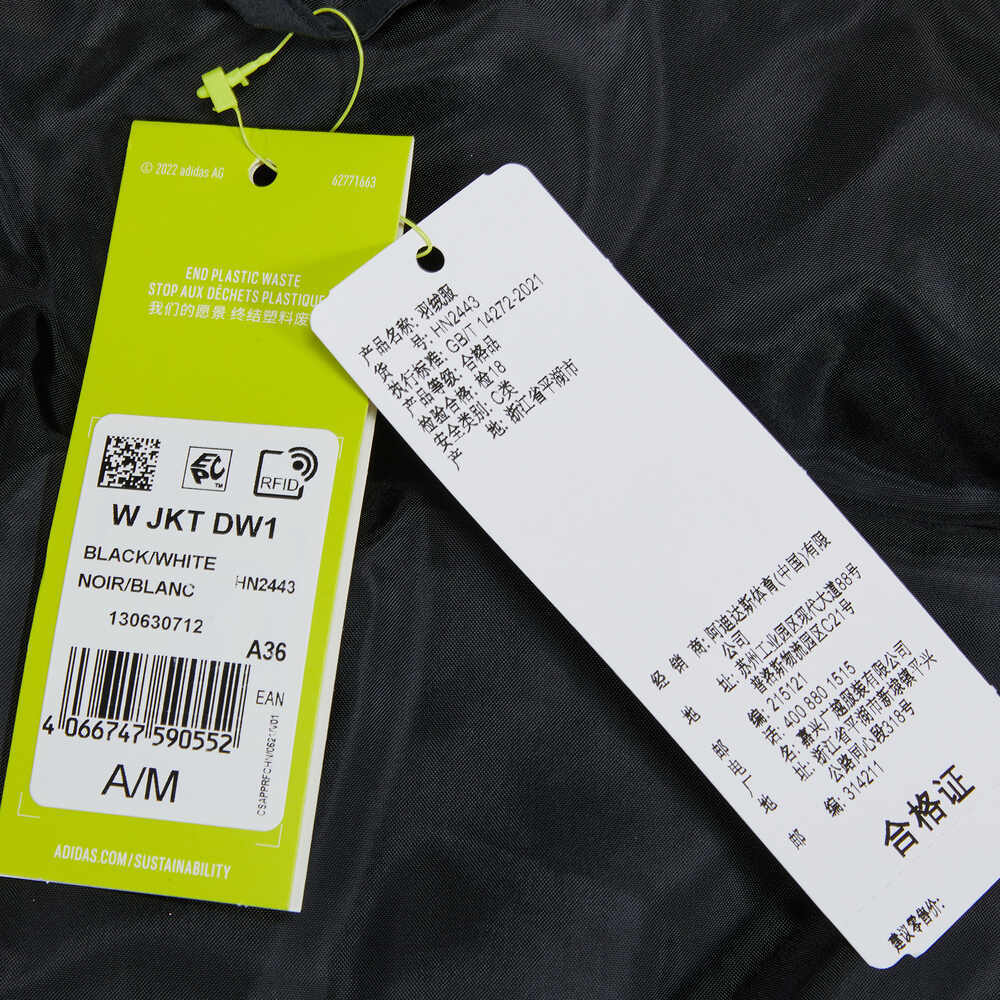 © 2022 adidas AG
62771663
END PLASTIC WASTE
STOP AUX DÉCHETS PLASTIQUE
我们的愿景 终结塑料废
EPC TM
RFID
W JKT DW1
BLACK/WHITE
NOIR/BLANC
HN2443
130630712
A36
EAN
4 066747 590552
A/M
CSAPPRFCHN/0621/V01
ADIDAS.COM/SUSTAINABILITY
产品名称: 羽绒服
货 号: HN2443
执行标准: GB/T 14272-2021
产品等级: 合格品
检验合格: 检18
安全类别: C类
产 地: 浙江省平湖市
经 销 商: 阿迪达斯体育(中国)有限
公司
地 址: 苏州工业园区现代大道88号
普洛斯物流园区C21号
邮 编: 215121
电 话: 400 880 1515
厂 名: 嘉兴广越服装有限公司
地 址: 浙江省平湖市新埭镇平兴
公路同心段318号
邮 编: 314211
合格证
建议零售价: